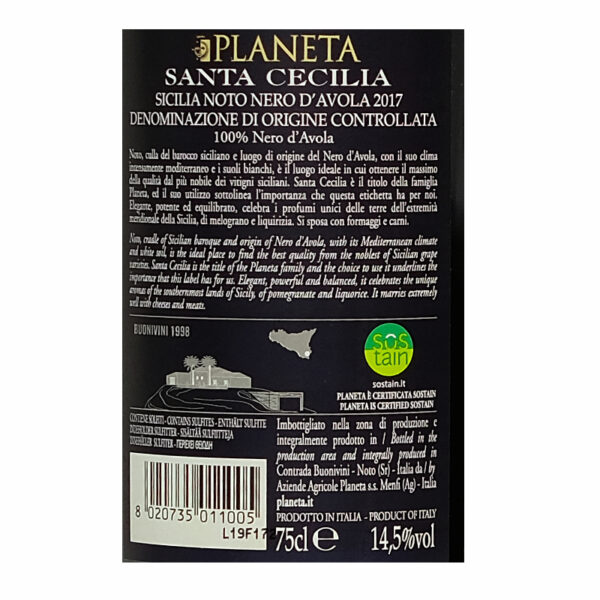 PLANETA
SANTA CECILIA
SICILIA NOTO NERO D'AVOLA 2017
DENOMINAZIONE DI ORIGINE CONTROLLATA
100% Nero d'Avola
Noto, culla del barocco siciliano e luogo di origine del Nero d'Avola, con il suo clima
intensamente mediterraneo e i suoli bianchi, è il luogo ideale in cui ottenere il massimo
della qualità dal più nobile dei vitigni siciliani. Santa Cecilia è il titolo della famiglia
Planeta, ed il suo utilizzo sottolinea l'importanza che questa etichetta ha per noi.
Elegante, potente ed equilibrato, celebra i profumi unici delle terre dell'estremità
meridionale della Sicilia, di melograno e liquirizia. Si sposa con formaggi e carni.
Noto, cradle of Sicilian baroque and origin of Nero d'Avola, with its Mediterranean climate
and white soil, is the ideal place to find the best quality from the noblest of Sicilian grape
varieties. Santa Cecilia is the title of the Planeta family and the choice to use it underlines the
importance that this label has for us. Elegant, powerful and balanced, it celebrates the unique
aromas of the southernmost lands of Sicily, of pomegranate and liquorice. It marries extremely
well with cheeses and meats.
BUONIVINI 1998
SOS
tain
sostain.it
PLANETA È CERTIFICATA SOSTAIN
PLANETA IS CERTIFIED SOSTAIN
CONTIENE SOLFITI - CONTAINS SULFITES - ENTHÄLT SULFITE
INDEHOLDER SULFITTER - SISÄLTÄÄ SULFIITTEJA
INNEHÅLLER SULFITER - ΠΕΡΙΕΧΕΙ ΘΕΙΩΔΗ
Imbottigliato nella zona di produzione e
integralmente prodotto in / Bottled in the
production area and integrally produced in
Contrada Buonivini - Noto (Sr) - Italia da / by
Aziende Agricole Planeta s.s. Menfi (Ag) - Italia
planeta.it
PRODOTTO IN ITALIA - PRODUCT OF ITALY
8 020735 011005
L19F172
75cl e 14,5%vol